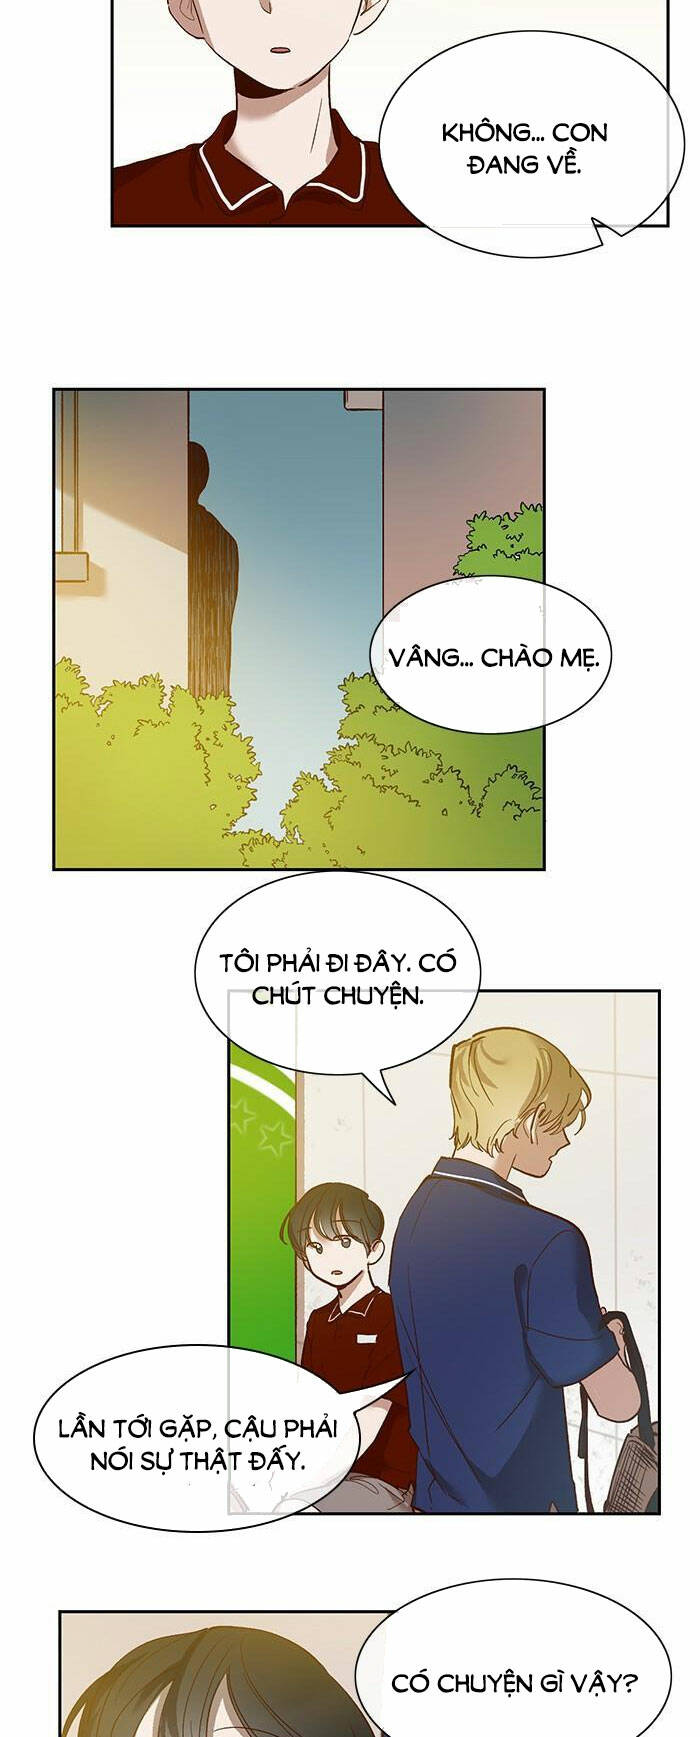 KHÔNG... CON
ĐANG VỀ.
VÂNG... CHÀO MẸ.
TÔI PHẢI ĐI ĐÂY. CÓ
CHÚT CHUYỆN.
LẦN TỚI GẶP, CẬU PHẢI
NÓI SỰ THẬT ĐẤY.
CÓ CHUYỆN GÌ VẬY?